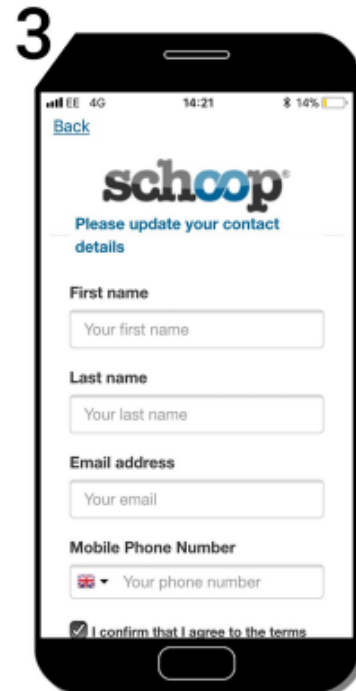 3
EE 4G 14:21 14%
Back
schoop®
Please update your contact
details
First name
Your first name
Last name
Your last name
Email address
Your email
Mobile Phone Number
Your phone number
I confirm that I agree to the terms